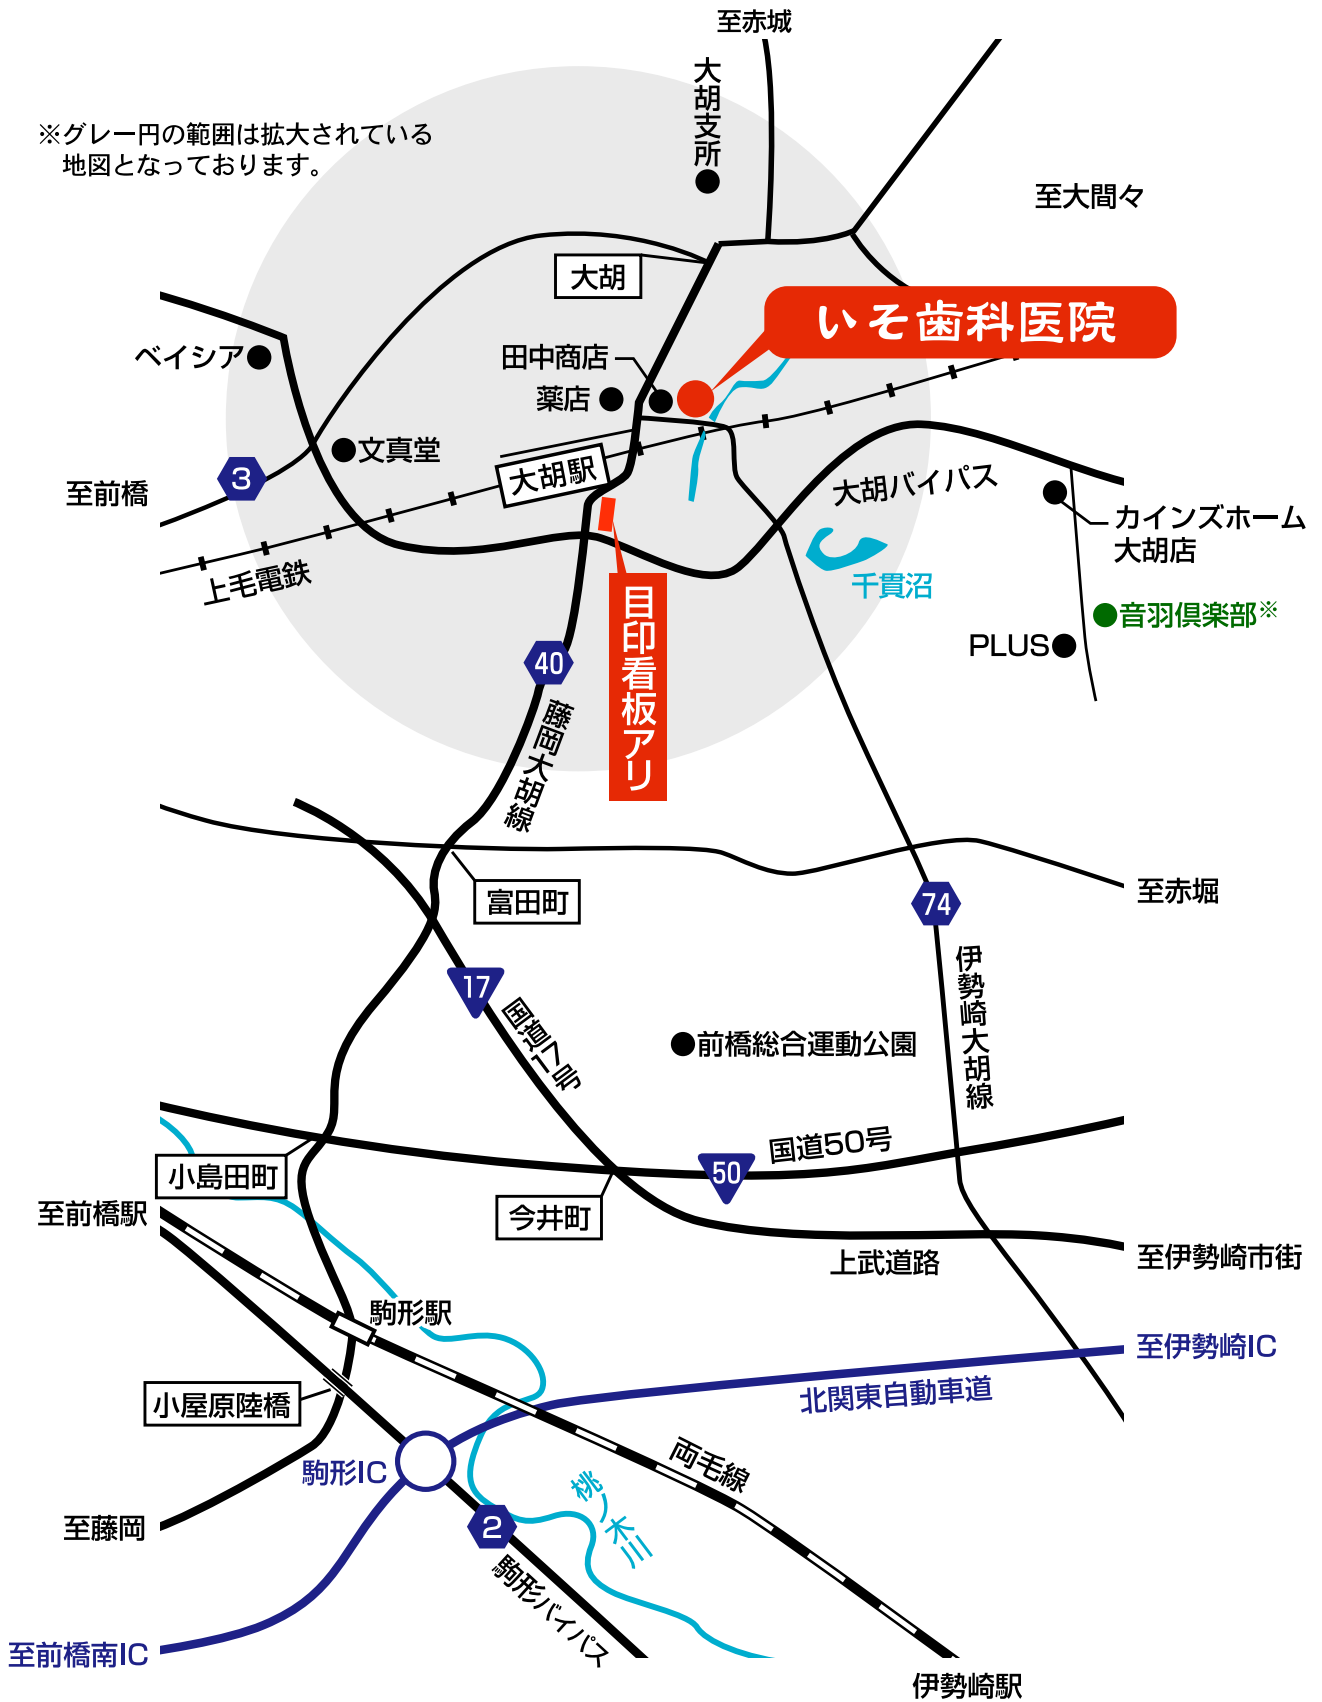 至赤城
大胡支所
※グレー円の範囲は拡大されている
地図となっております。
至大間々
大胡
いそ歯科医院
ベイシア
田中商店
薬店
文真堂
大胡駅
3
至前橋
大胡バイパス
カインズホーム
大胡店
上毛電鉄
千貫沼
目印看板アリ
音羽倶楽部※
PLUS
40
藤岡大胡線
富田町
74
至赤堀
17
国道17号
伊勢崎大胡線
前橋総合運動公園
国道50号
50
小島田町
今井町
至前橋駅
上武道路
至伊勢崎市街
駒形駅
至伊勢崎IC
北関東自動車道
小屋原陸橋
両毛線
駒形IC
桃ノ木川
2
至藤岡
駒形バイパス
至前橋南IC
伊勢崎駅